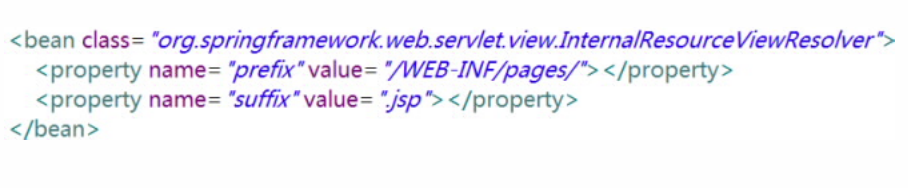 <bean class="org.springframework.web.servlet.view.InternalResourceViewResolver">
<property name="prefix" value="/WEB-INF/pages/"></property>
<property name="suffix" value=".jsp"></property>
</bean>